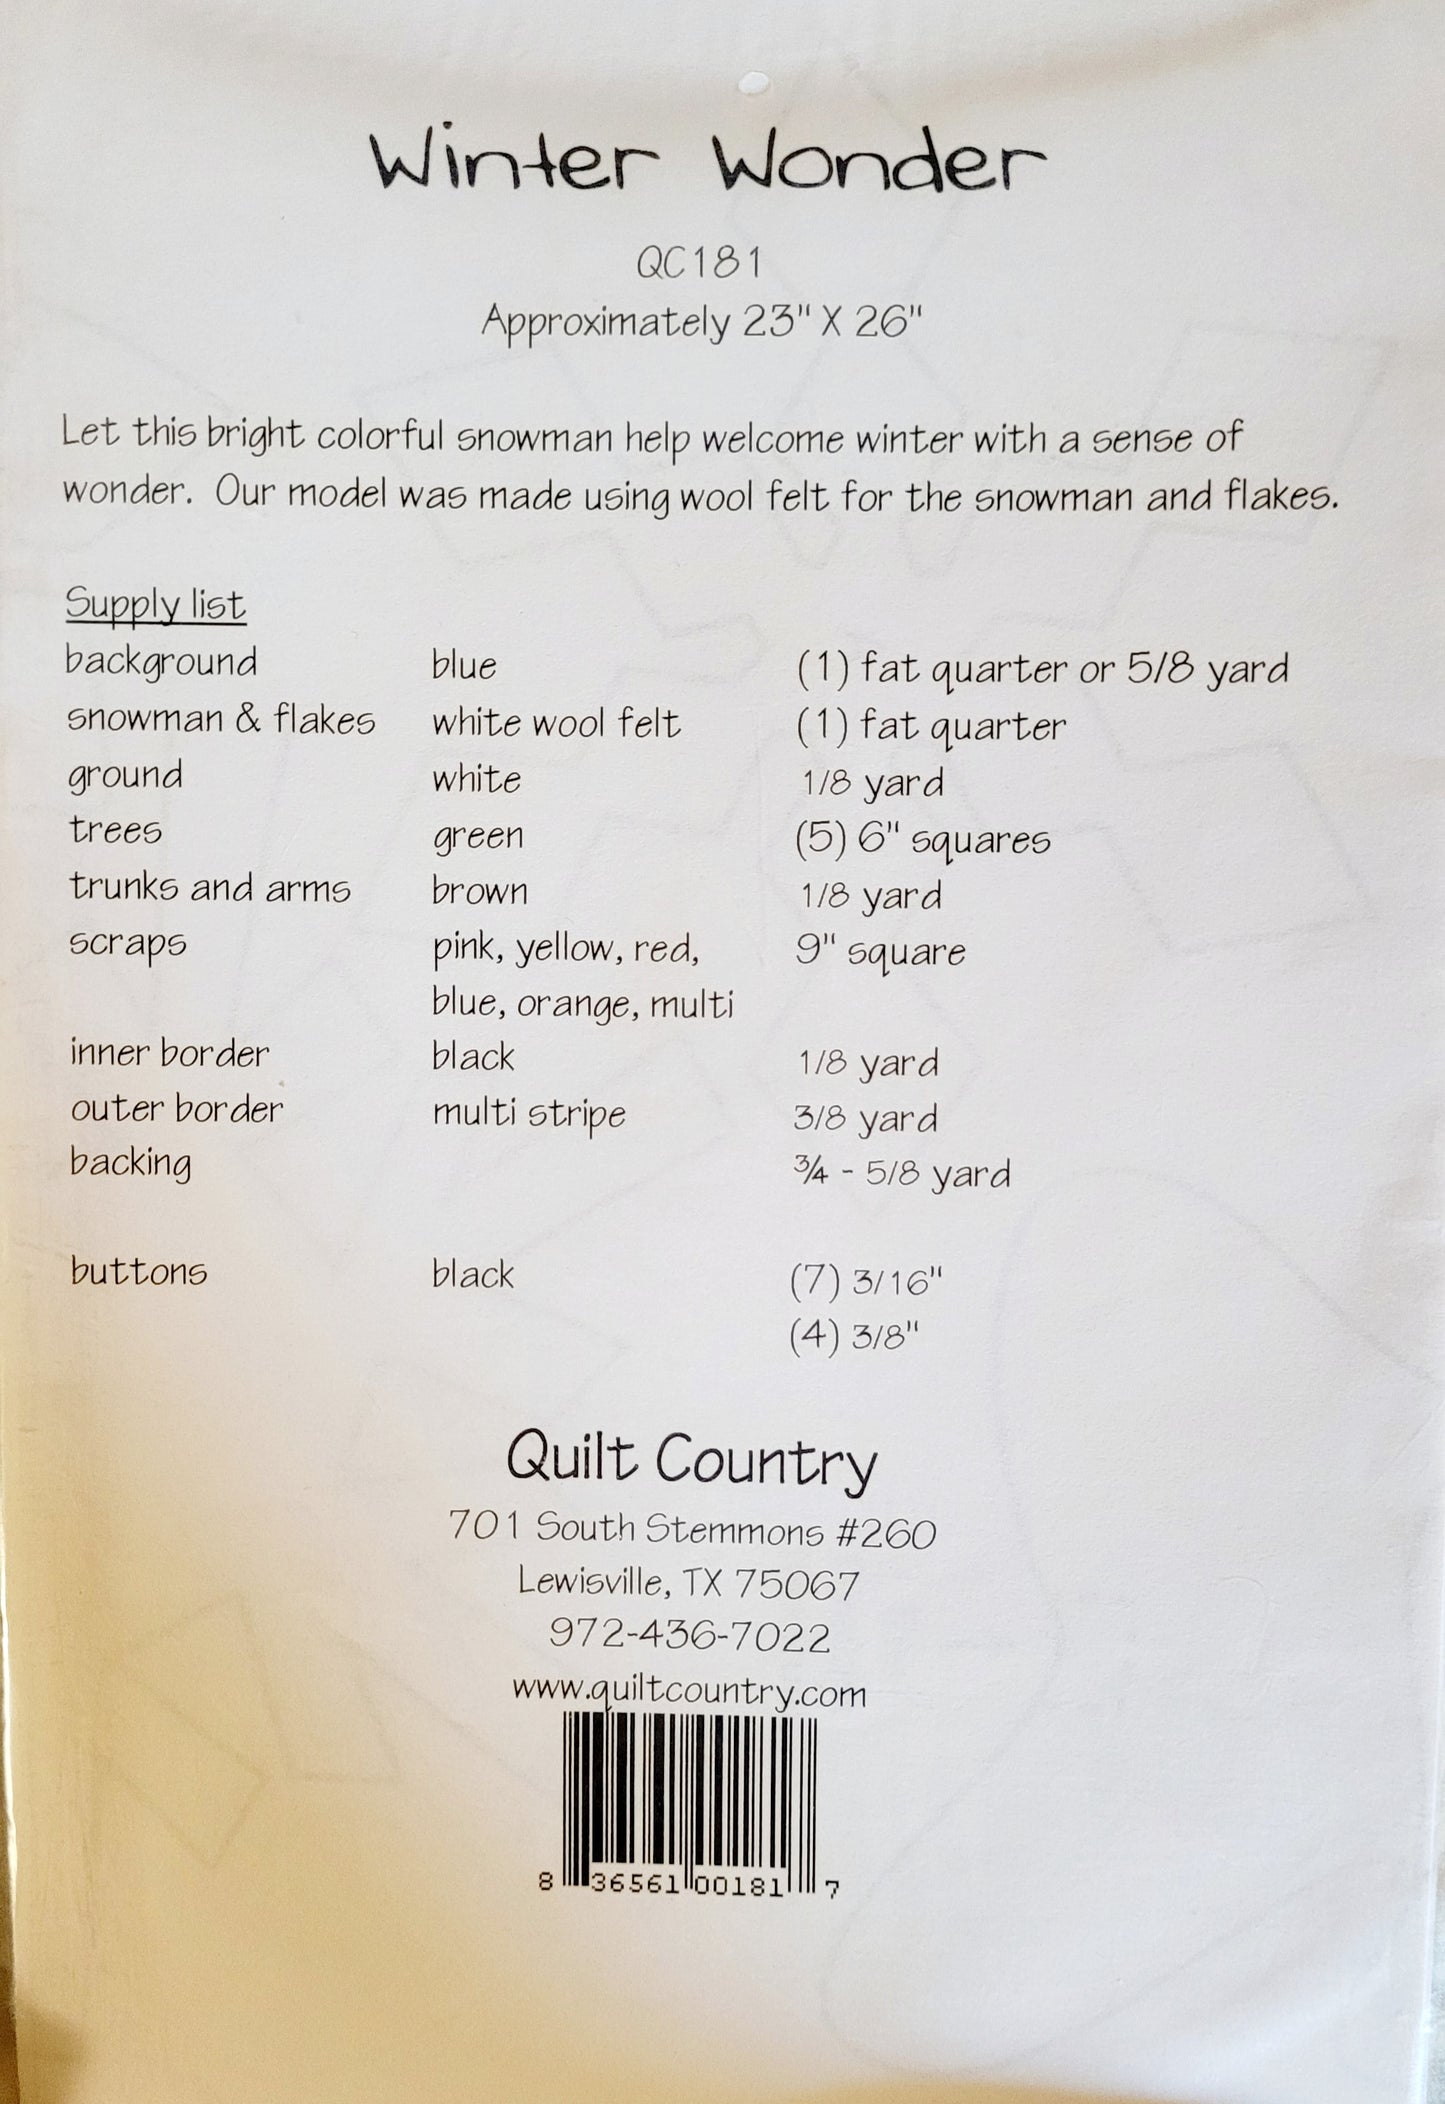 Winter Wonder
QC181
Approximately 23" X 26"
Let this bright colorful snowman help welcome winter with a sense of
wonder. Our model was made using wool felt for the snowman and flakes.
Supply list
background blue (1) fat quarter or 5/8 yard
snowman & flakes white wool felt (1) fat quarter
ground white 1/8 yard
trees green (5) 6" squares
trunks and arms brown 1/8 yard
scraps pink, yellow, red, 9" square
blue, orange, multi
inner border black 1/8 yard
outer border multi stripe 3/8 yard
backing ¾ - 5/8 yard
buttons black (7) 3/16"
(4) 3/8"
Quilt Country
701 South Stemmons #260
Lewisville, TX 75067
972-436-7022
www.quiltcountry.com
8 36561 00181 7